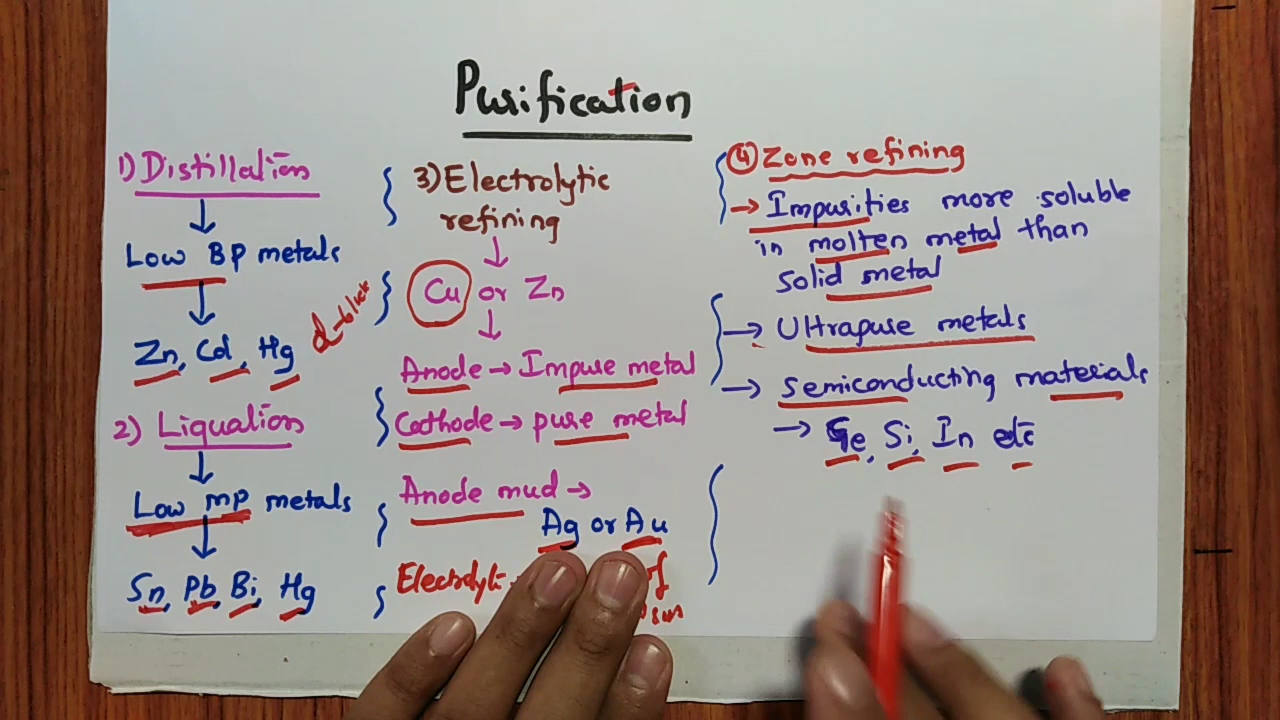 Purification
1) Distillation
Low BP metals
Zn, Cd, Hg
d-block
2) Liquation
Low mp metals
Sn, Pb, Bi, Hg
3) Electrolytic
refining
Cu or Zn
Anode → Impure metal
Cathode → pure metal
Anode mud →
Ag or Au
of
4) Zone refining
→ Impurities more soluble
in molten metal than
solid metal
→ Ultrapure metals
→ Semiconducting materials
→ Ge, Si, In etc